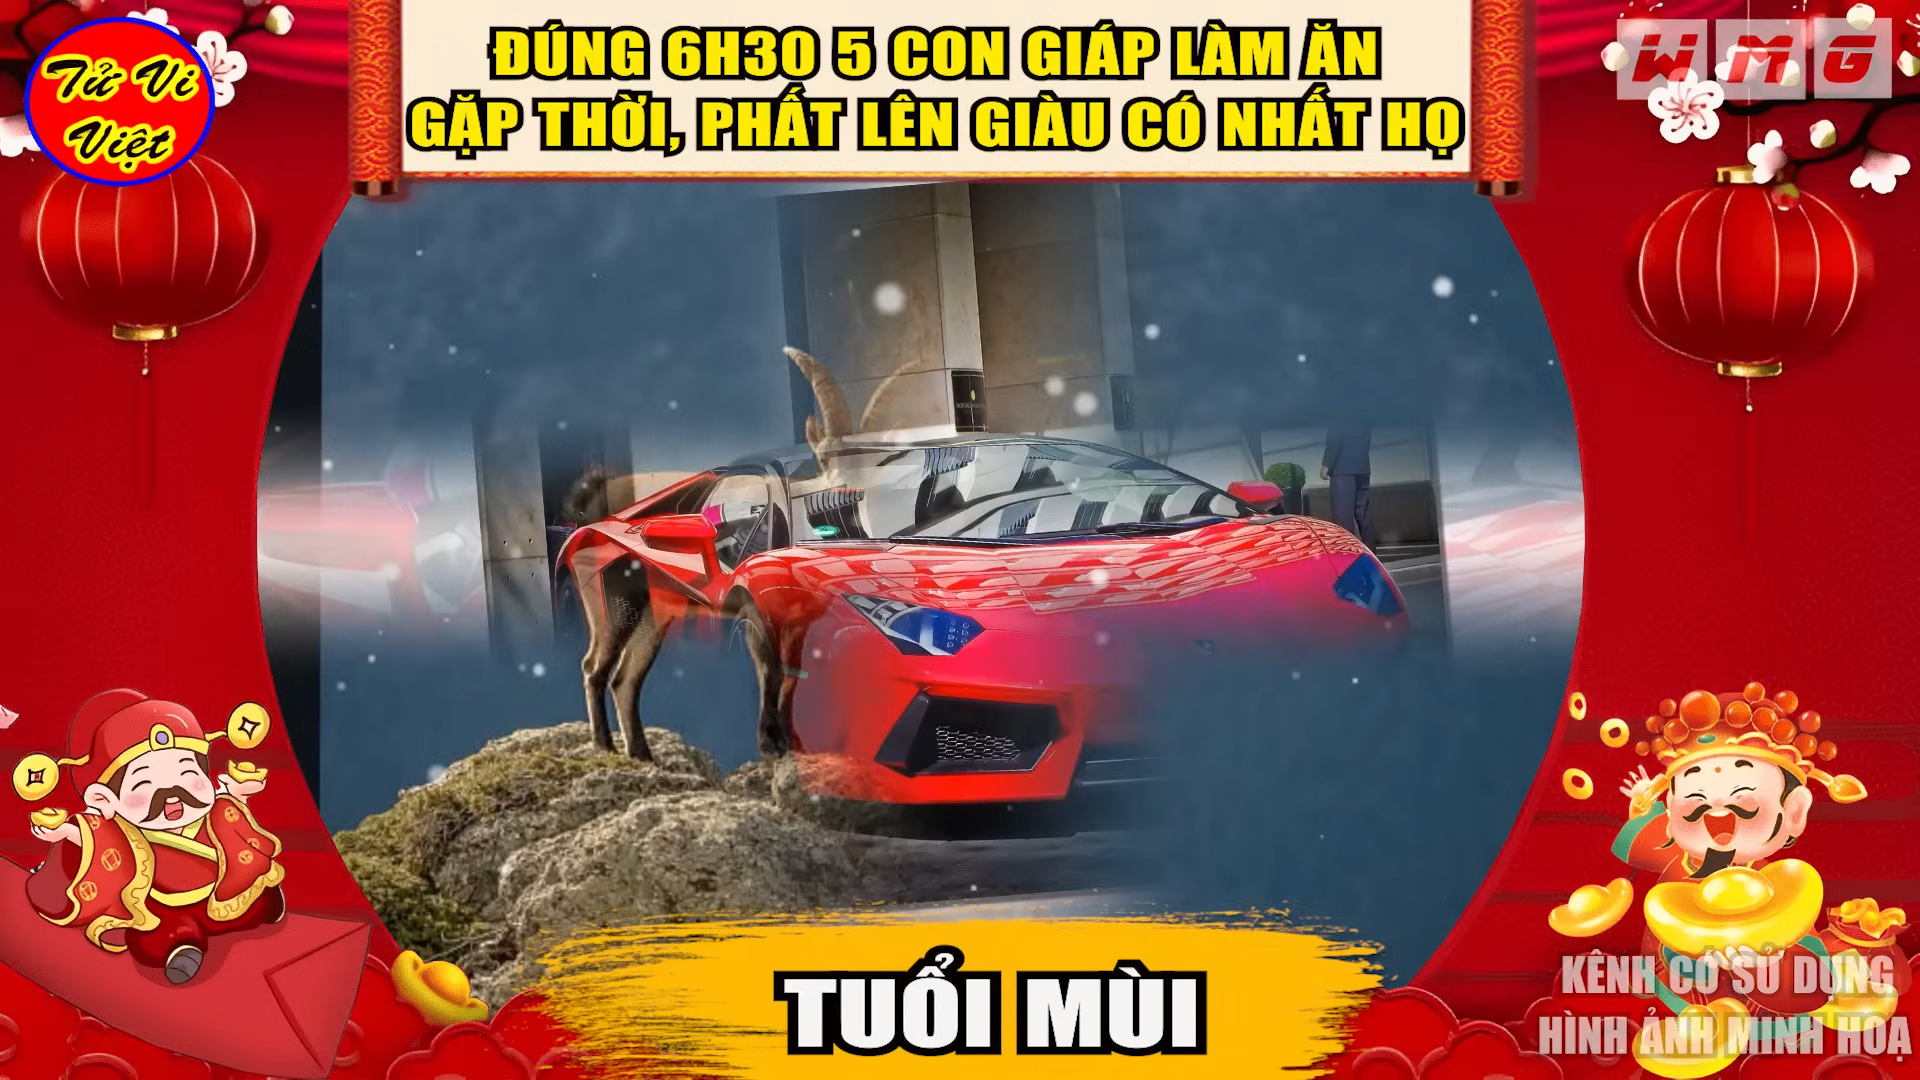 Tử Vi
Việt
ĐÚNG 6H30 5 CON GIÁP LÀM ĂN
GẶP THỜI, PHẤT LÊN GIÀU CÓ NHẤT HỌ
WMG
TUỔI MÙI
KÊNH CÓ SỬ DỤNG
HÌNH ẢNH MINH HOẠ